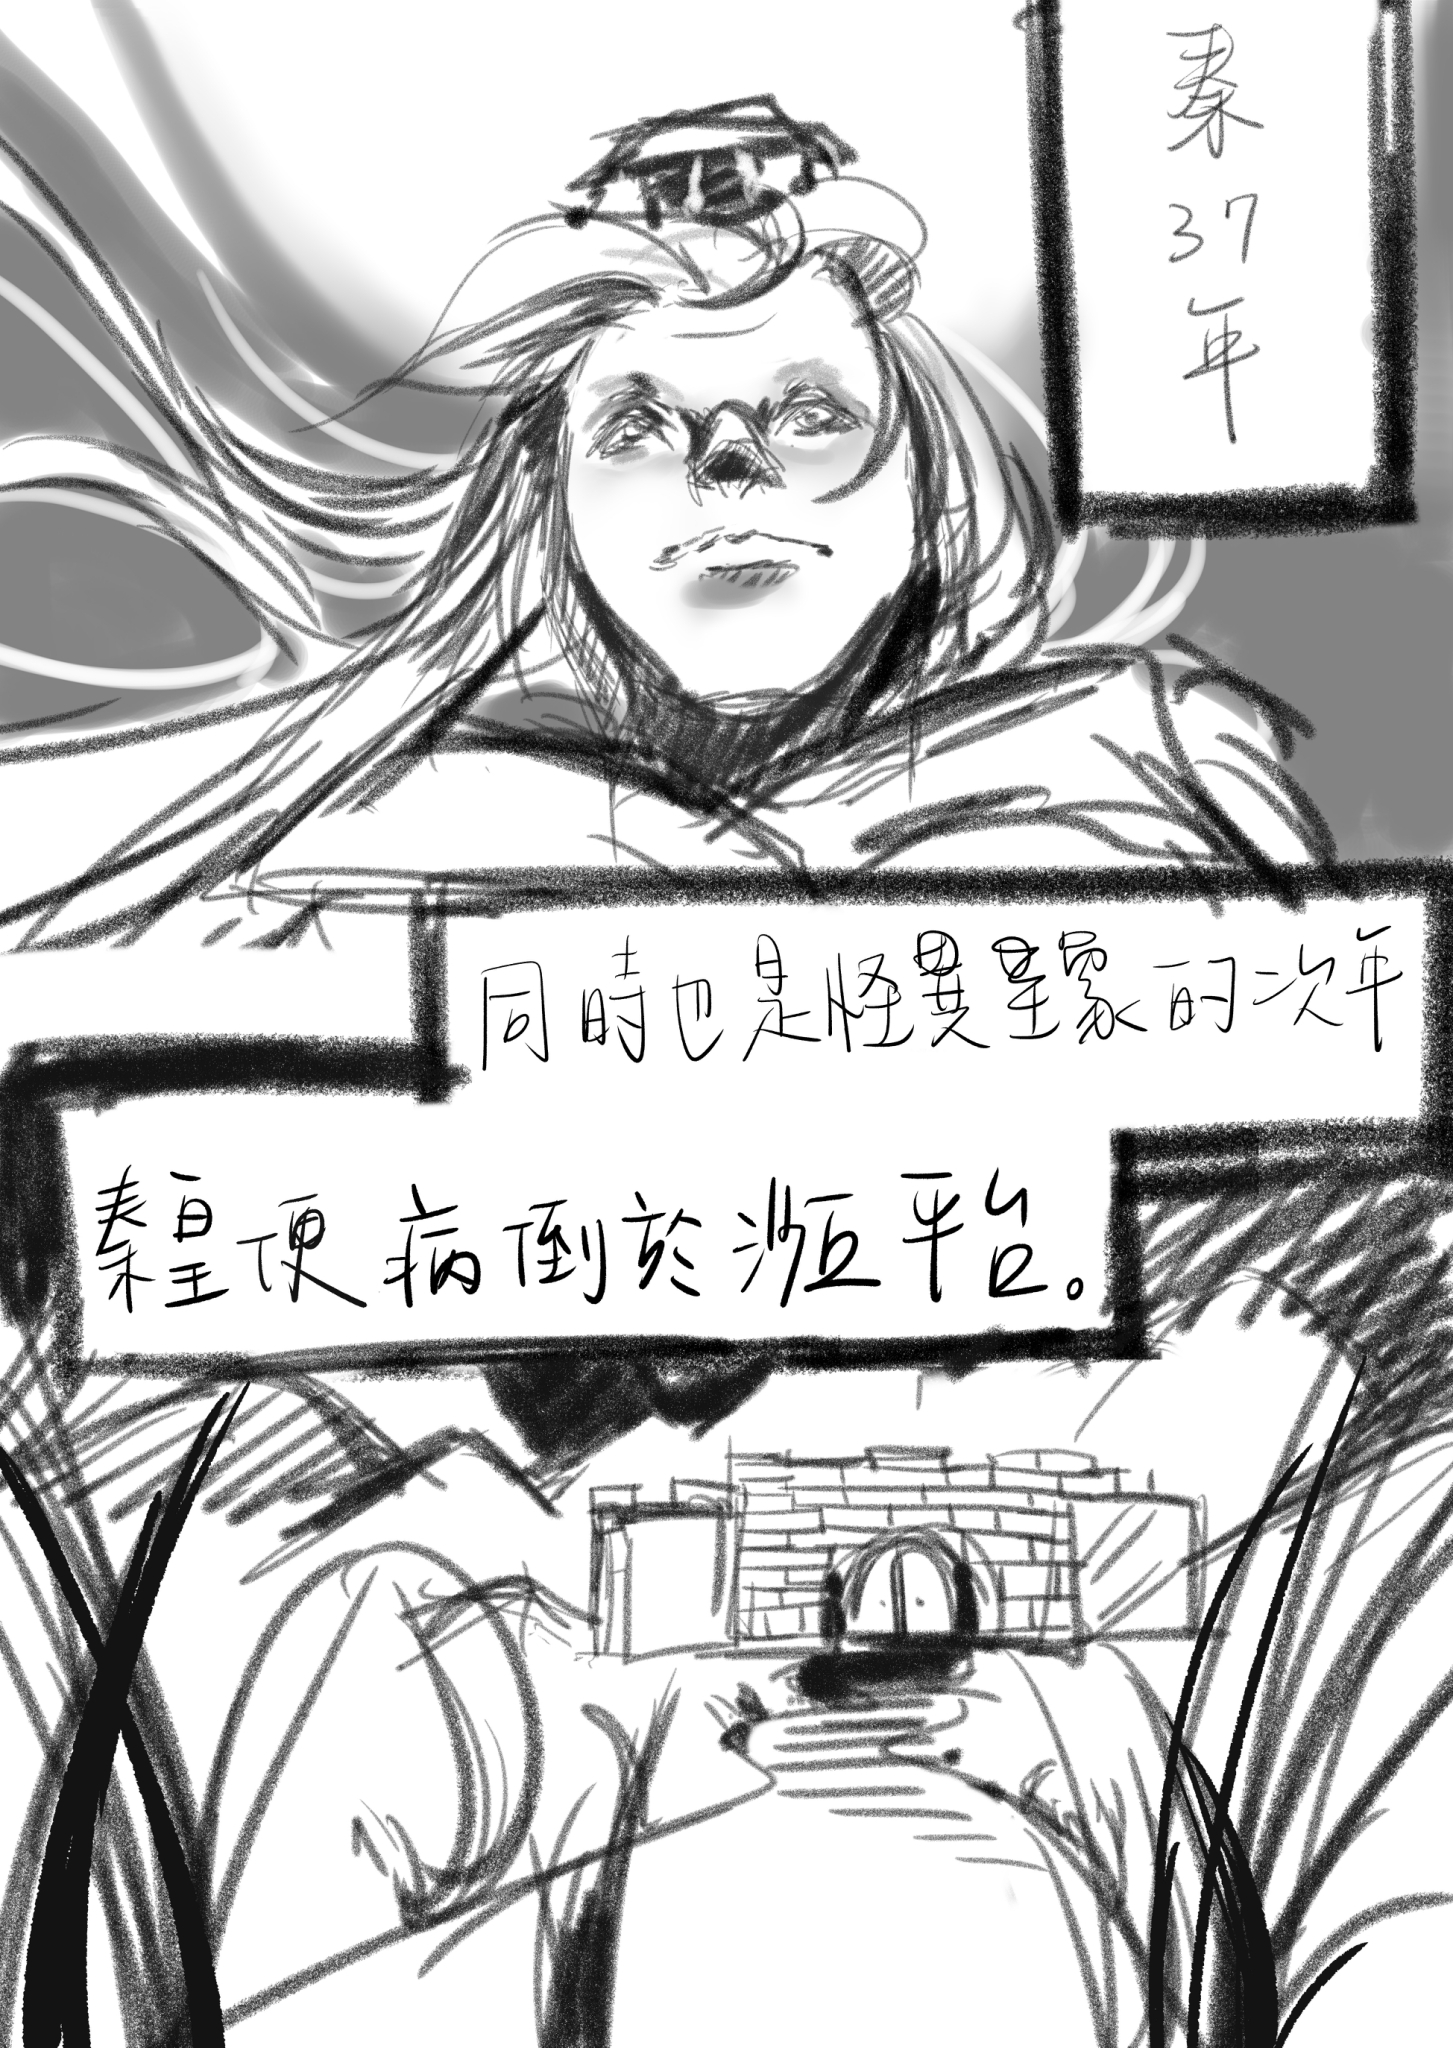 秦37年
同時也是怪異星象的次年
秦皇便病倒於沙丘平台。